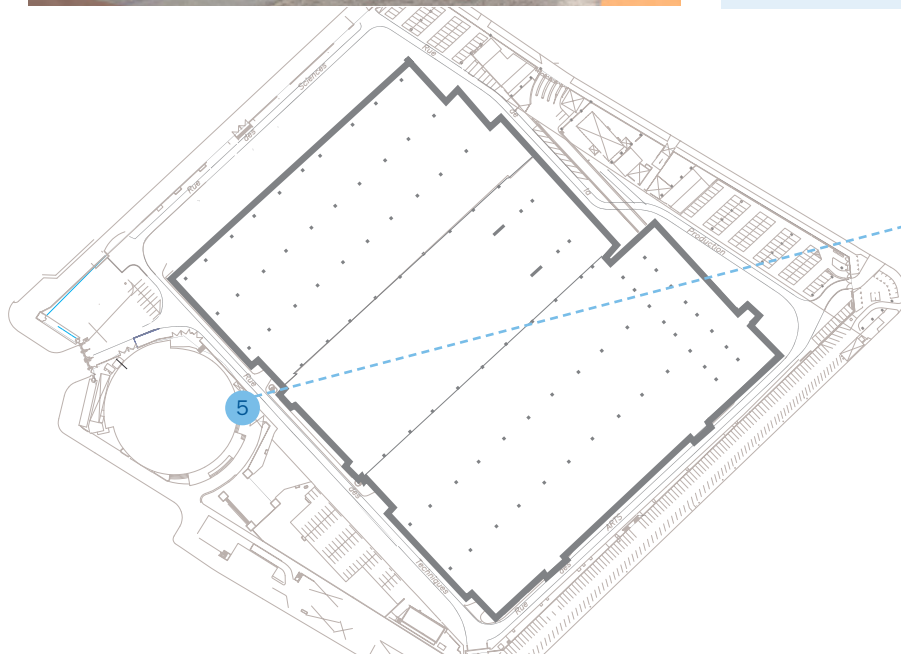 Rue des Sciences
Rue de la Production
Rue des Techniques
Rue des ARTS
5